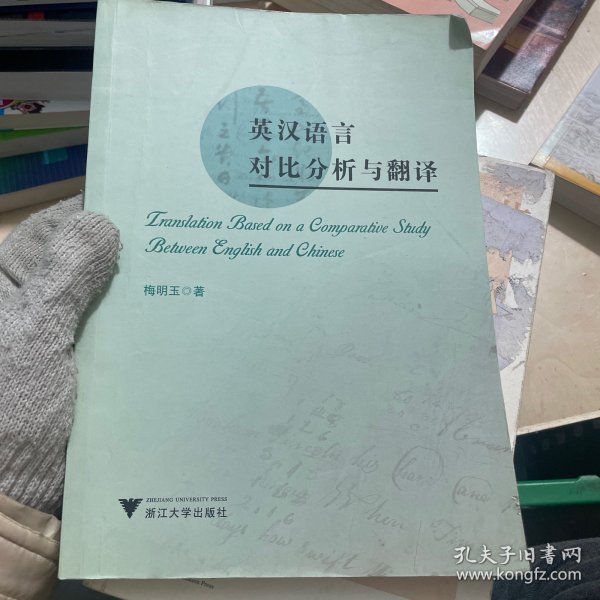 英汉语言
对比分析与翻译
Translation Based on a Comparative Study
Between English and Chinese
梅明玉◎著
ZHEJIANG UNIVERSITY PRESS
浙江大学出版社
孔夫子旧书网
www.kongfz.com